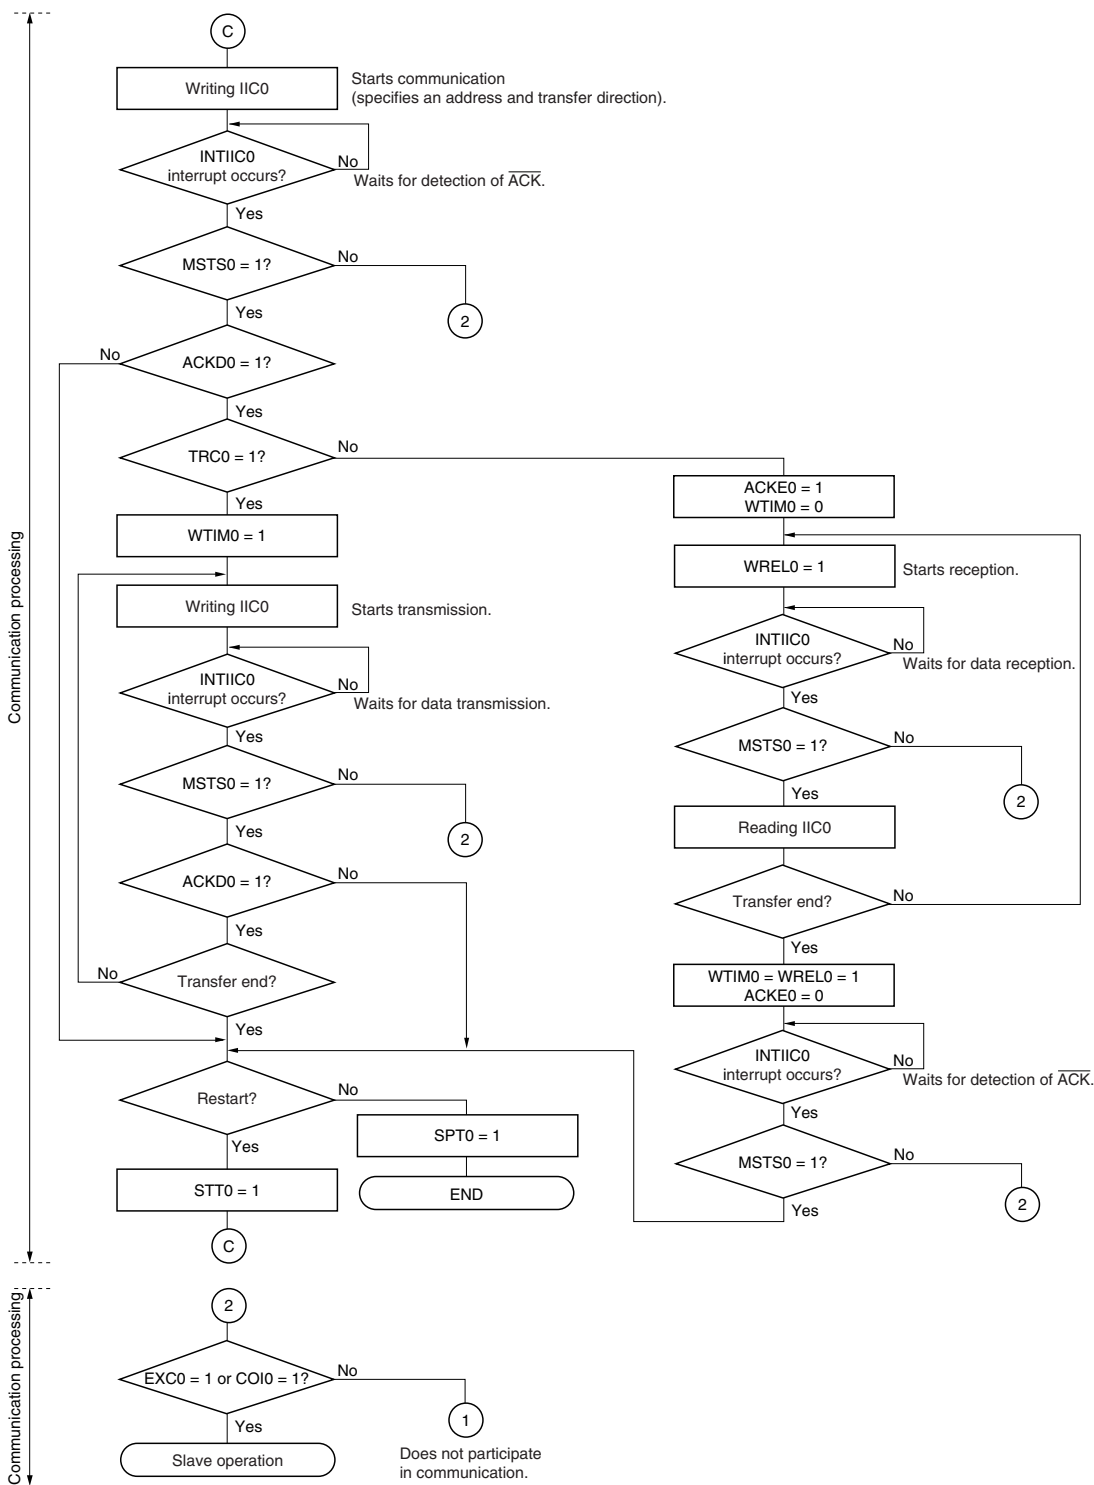 C
Writing IIC0
Starts communication
(specifies an address and transfer direction).
INTIIC0
interrupt occurs?
No
Waits for detection of ACK.
Yes
MSTS0 = 1?
No
2
Yes
ACKD0 = 1?
No
Yes
TRC0 = 1?
No
Yes
WTIM0 = 1
Writing IIC0
Starts transmission.
INTIIC0
interrupt occurs?
No
Waits for data transmission.
Yes
MSTS0 = 1?
No
2
Yes
ACKD0 = 1?
No
Yes
Transfer end?
No
Yes
Restart?
No
SPT0 = 1
END
Yes
STT0 = 1
C
ACKE0 = 1
WTIM0 = 0
WREL0 = 1
Starts reception.
INTIIC0
interrupt occurs?
No
Waits for data reception.
Yes
MSTS0 = 1?
No
2
Yes
Reading IIC0
Transfer end?
No
Yes
WTIM0 = WREL0 = 1
ACKE0 = 0
INTIIC0
interrupt occurs?
No
Waits for detection of ACK.
Yes
MSTS0 = 1?
No
2
Yes
Communication processing
2
EXC0 = 1 or COI0 = 1?
No
1
Does not participate
in communication.
Yes
Slave operation
Communication processing